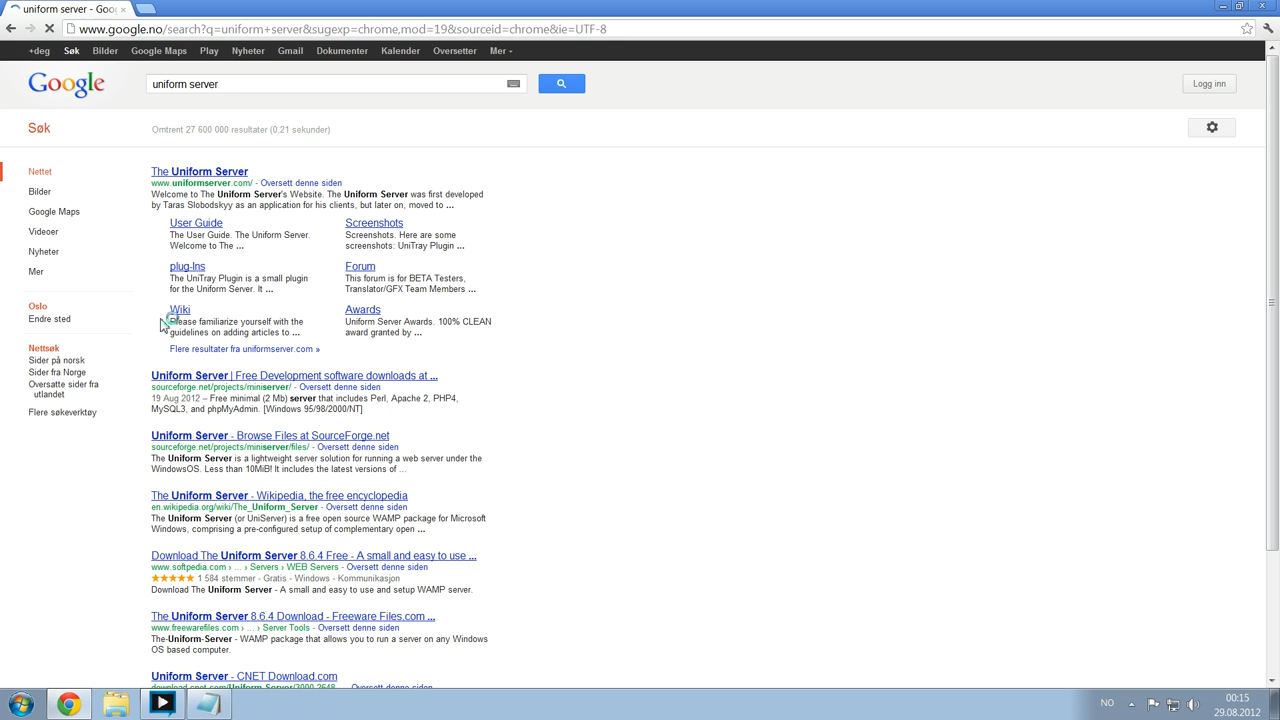 uniform server - Goog
www.google.no/search?q=uniform+server&sugexp=chrome,mod=19&sourceid=chrome&ie=UTF-8
+deg Søk Bilder Google Maps Play Nyheter Gmail Dokumenter Kalender Oversetter Mer
Google uniform server Logg inn
Søk Omtrent 27 600 000 resultater (0,21 sekunder)
Nettet
Bilder
Google Maps
Videoer
Nyheter
Mer
Oslo
Endre sted
Nettsøk
Sider på norsk
Sider fra Norge
Oversatte sider fra
utlandet
Flere søkeverktøy
The Uniform Server
www.uniformserver.com/ - Oversett denne siden
Welcome to The Uniform Server's Website. The Uniform Server was first developed
by Taras Slobodskyy as an application for his clients, but later on, moved to ...
User Guide
The User Guide. The Uniform Server.
Welcome to The ...
Screenshots
Screenshots. Here are some
screenshots: UniTray Plugin ...
plug-Ins
The UniTray Plugin is a small plugin
for the Uniform Server. It ...
Forum
This forum is for BETA Testers,
Translator/GFX Team Members ...
Wiki
Please familiarize yourself with the
guidelines on adding articles to ...
Awards
Uniform Server Awards. 100% CLEAN
award granted by ...
Flere resultater fra uniformserver.com »
Uniform Server | Free Development software downloads at ...
sourceforge.net/projects/miniserver/ - Oversett denne siden
19 Aug 2012 – Free minimal (2 Mb) server that includes Perl, Apache 2, PHP4,
MySQL3, and phpMyAdmin. [Windows 95/98/2000/NT]
Uniform Server - Browse Files at SourceForge.net
sourceforge.net/projects/miniserver/files/ - Oversett denne siden
The Uniform Server is a lightweight server solution for running a web server under the
WindowsOS. Less than 10MiB! It includes the latest versions of ...
The Uniform Server - Wikipedia, the free encyclopedia
en.wikipedia.org/wiki/The_Uniform_Server - Oversett denne siden
The Uniform Server (or UniServer) is a free open source WAMP package for Microsoft
Windows, comprising a pre-configured setup of complementary open ...
Download The Uniform Server 8.6.4 Free - A small and easy to use ...
www.softpedia.com › ... › Servers › WEB Servers - Oversett denne siden
1 584 stemmer - Gratis - Windows - Kommunikasjon
Download The Uniform Server - A small and easy to use and setup WAMP server.
The Uniform Server 8.6.4 Download - Freeware Files.com ...
www.freewarefiles.com › ... › Server Tools - Oversett denne siden
The-Uniform-Server - WAMP package that allows you to run a server on any Windows
OS based computer.
Uniform Server - CNET Download.com
download.cnet.com/Uniform-Server/3000-2648... - Oversett denne siden
NO 00:15
29.08.2012